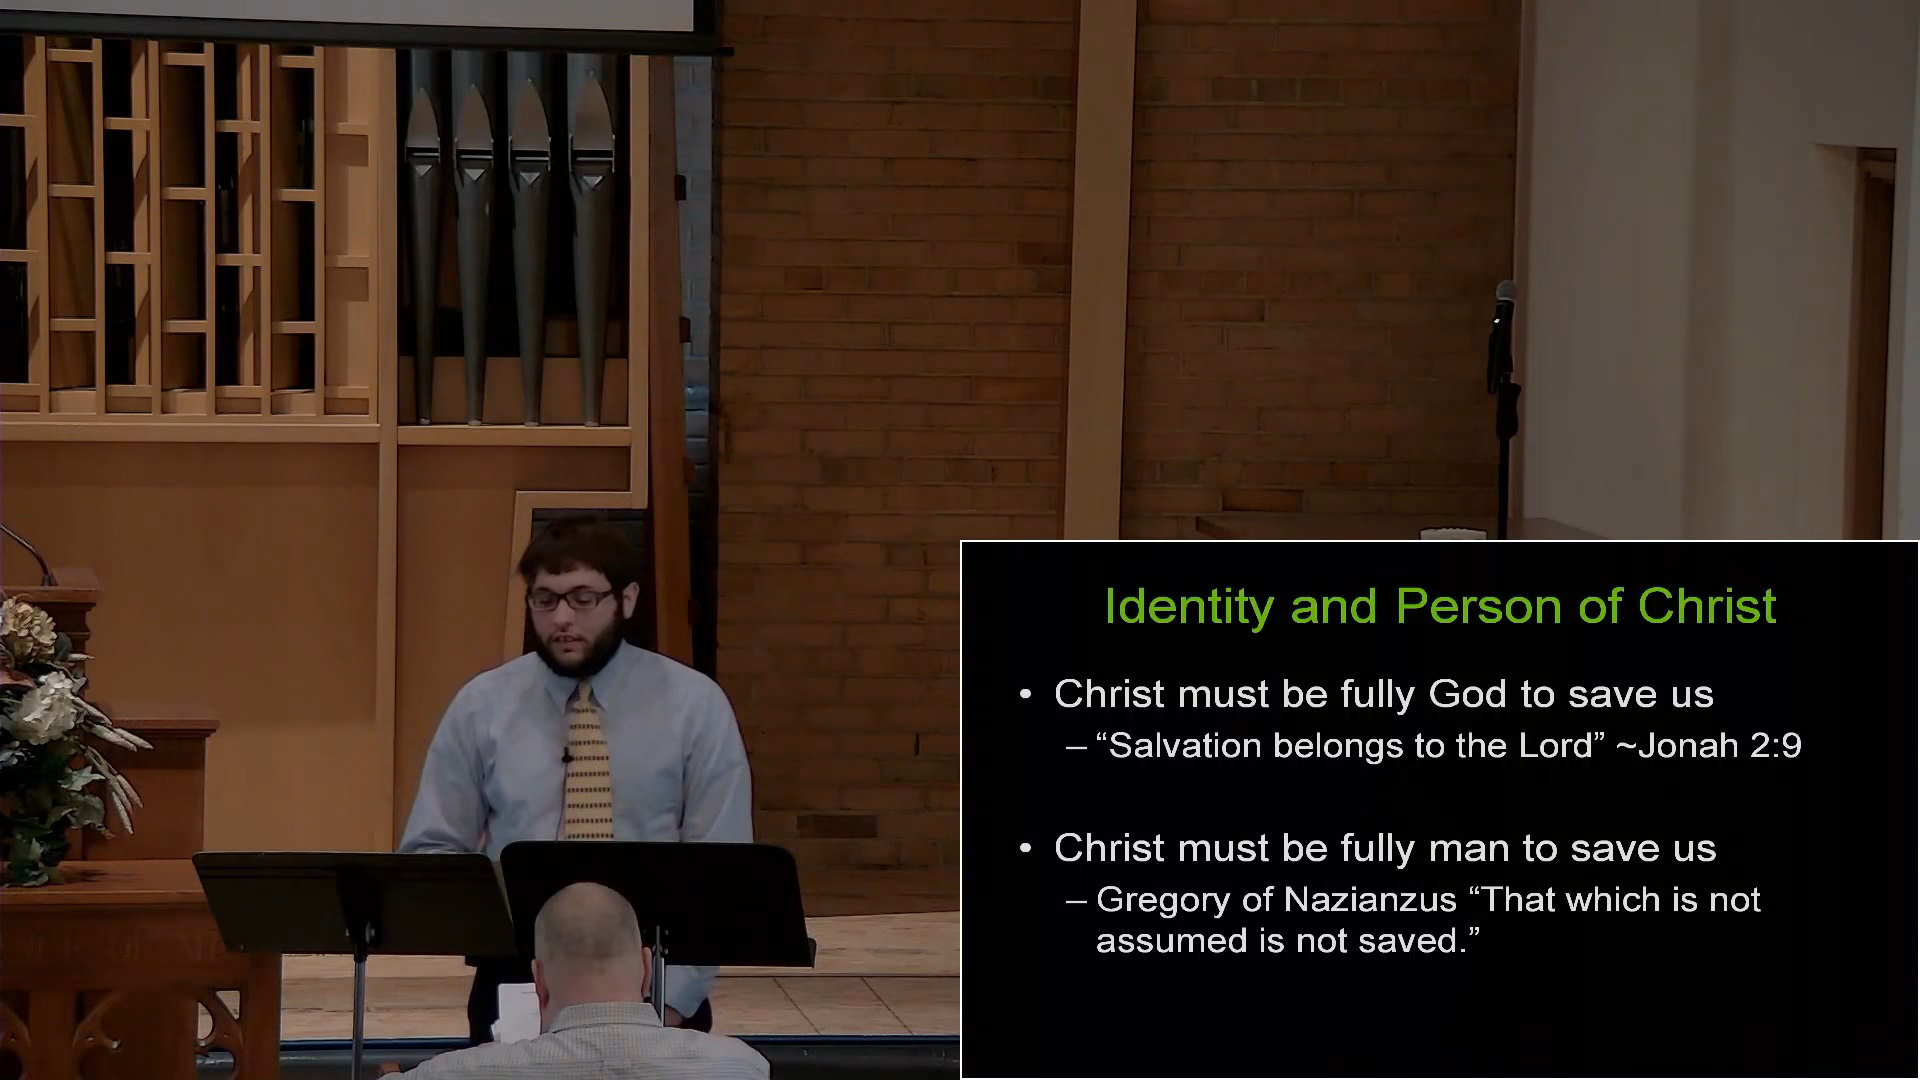 Identity and Person of Christ
• Christ must be fully God to save us
– “Salvation belongs to the Lord” ~Jonah 2:9
• Christ must be fully man to save us
– Gregory of Nazianzus “That which is not
assumed is not saved.”